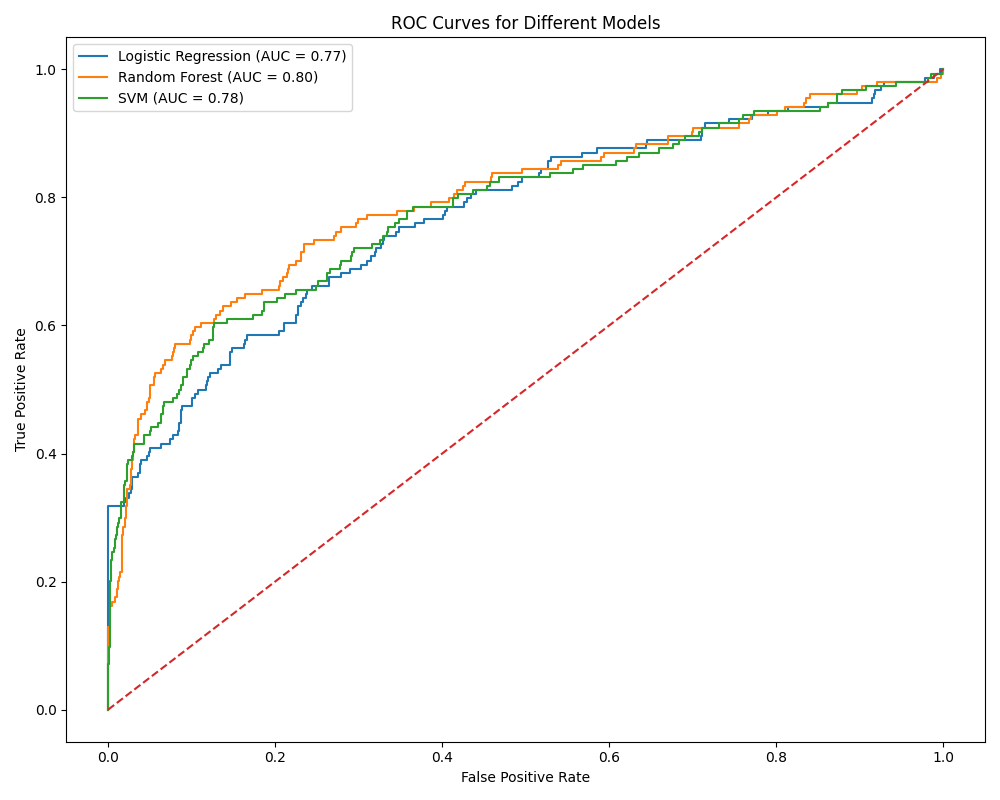 ROC Curves for Different Models
Logistic Regression (AUC = 0.77)
Random Forest (AUC = 0.80)
SVM (AUC = 0.78)
True Positive Rate
1.0
0.8
0.6
0.4
0.2
0.0
0.0 0.2 0.4 0.6 0.8 1.0
False Positive Rate